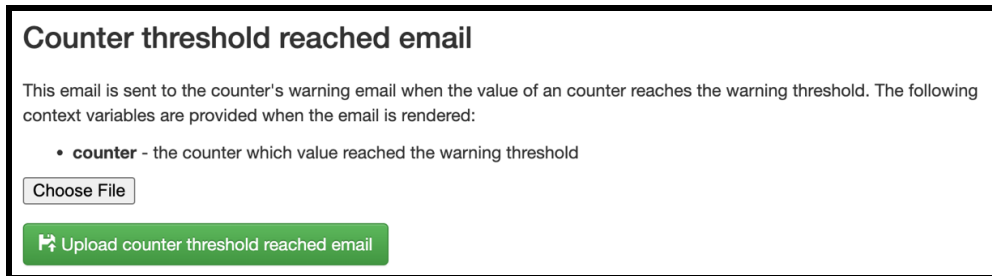 Counter threshold reached email
This email is sent to the counter's warning email when the value of an counter reaches the warning threshold. The following
context variables are provided when the email is rendered:
• counter - the counter which value reached the warning threshold
Choose File
Upload counter threshold reached email